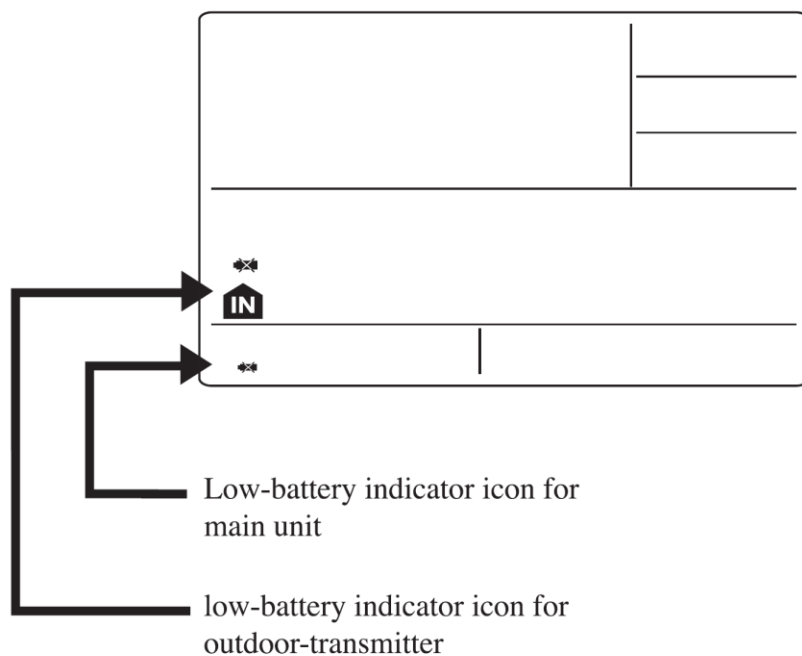 IN
Low-battery indicator icon for
main unit
low-battery indicator icon for
outdoor-transmitter